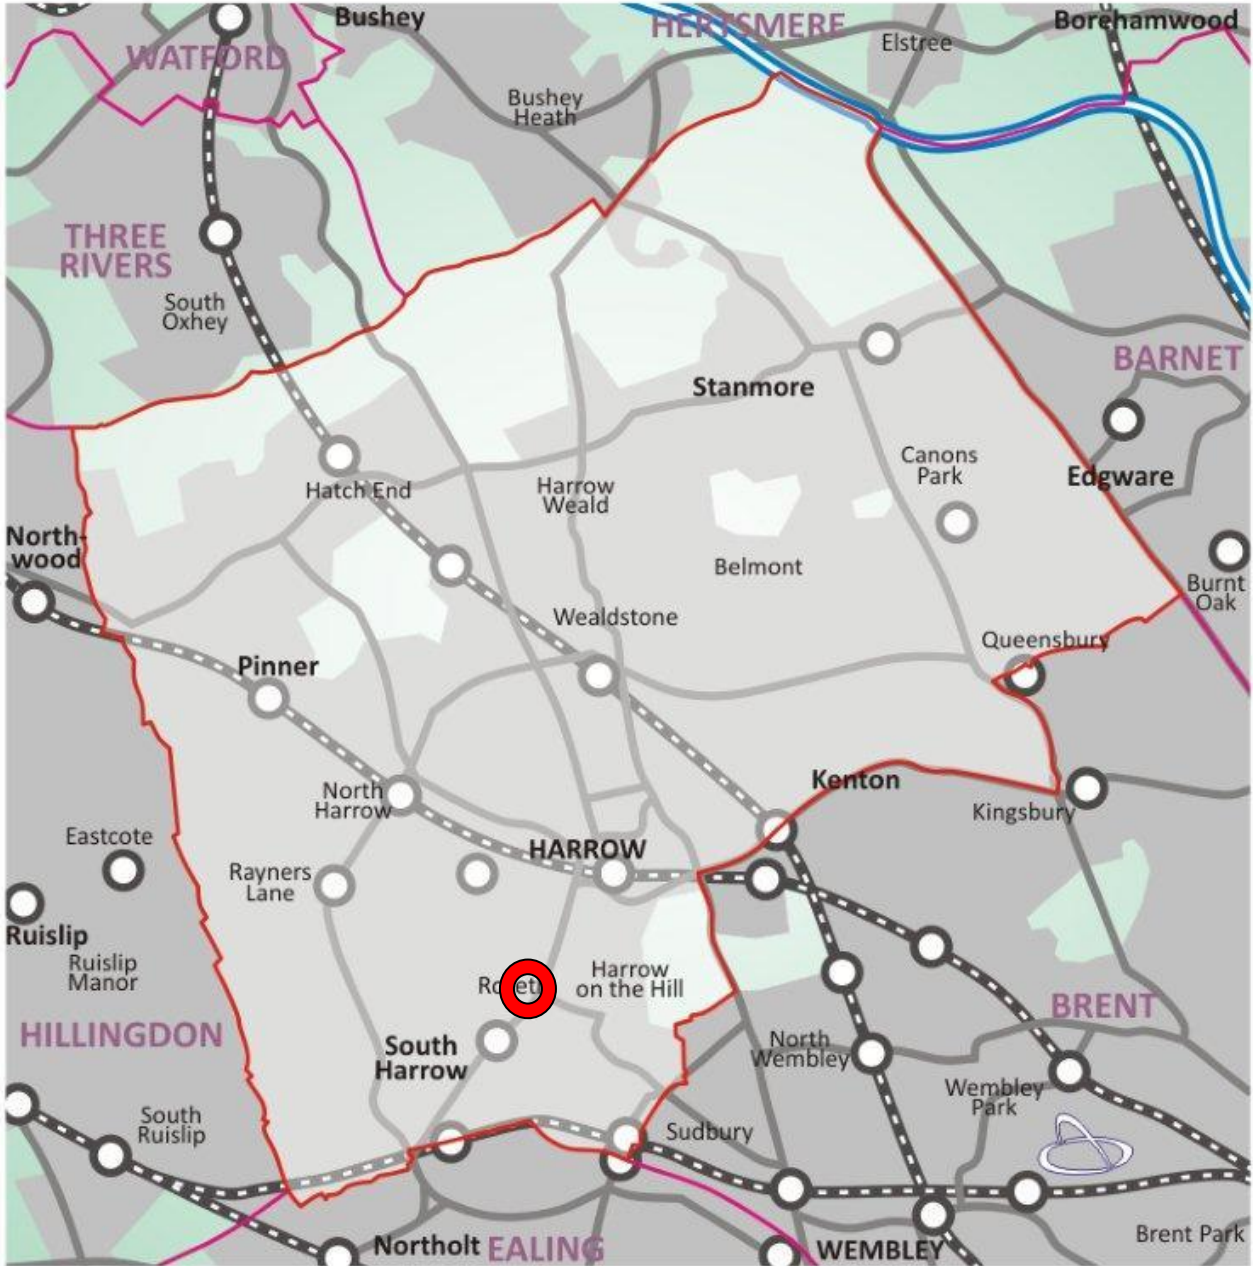 Bushey
HERTSMERE
Borehamwood
WATFORD
Elstree
Bushey
Heath
THREE
RIVERS
South
Oxhey
BARNET
Stanmore
Edgware
Canons
Park
Hatch End
Harrow
Weald
North-
wood
Belmont
Burnt
Oak
Wealdstone
Queensbury
Pinner
Kenton
North
Harrow
Kingsbury
Eastcote
HARROW
Rayners
Lane
Ruislip
Ruislip
Manor
Harrow
on the Hill
BRENT
HILLINGDON
South
Harrow
North
Wembley
Wembley
Park
South
Ruislip
Sudbury
Brent Park
Northolt
EALING
WEMBLEY